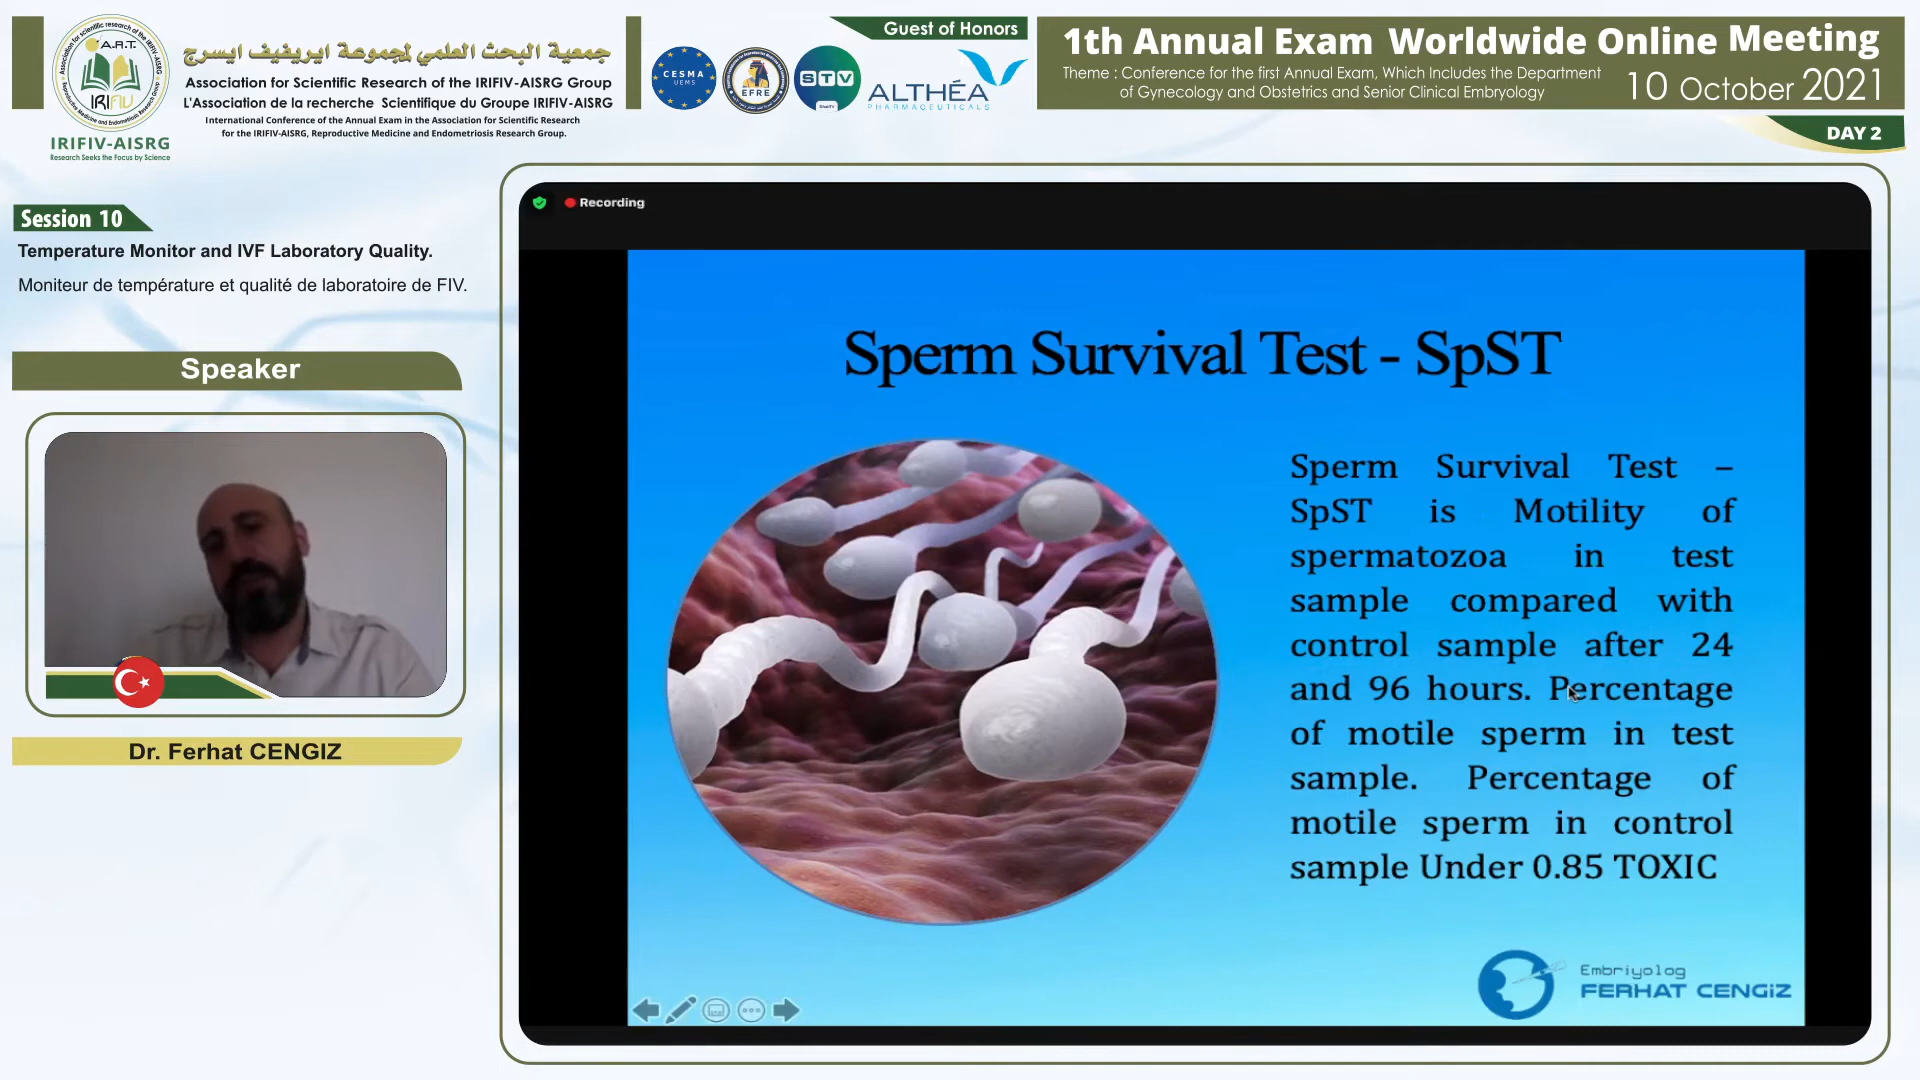 A.R.T.
IRIFIV
IRIFIV-AISRG
Research Seeks the Focus by Science
جمعية البحث العلمي لمجموعة ايريفيف ايسرج
Association for Scientific Research of the IRIFIV-AISRG Group
L'Association de la recherche Scientifique du Groupe IRIFIV-AISRG
International Conference of the Annual Exam in the Association for Scientific Research
for the IRIFIV-AISRG, Reproductive Medicine and Endometriosis Research Group.
Guest of Honors
CESMA
UEMS
EFRE
STV
ALTHÉA
PHARMACEUTICALS
1th Annual Exam Worldwide Online Meeting
Theme : Conference for the first Annual Exam, Which Includes the Department
of Gynecology and Obstetrics and Senior Clinical Embryology
10 October 2021
DAY 2
Session 10
Temperature Monitor and IVF Laboratory Quality.
Moniteur de température et qualité de laboratoire de FIV.
Speaker
Dr. Ferhat CENGIZ
Recording
Sperm Survival Test - SpST
Sperm Survival Test –
SpST is Motility of
spermatozoa in test
sample compared with
control sample after 24
and 96 hours. Percentage
of motile sperm in test
sample. Percentage of
motile sperm in control
sample Under 0.85 TOXIC
Embriyolog
FERHAT CENGiZ